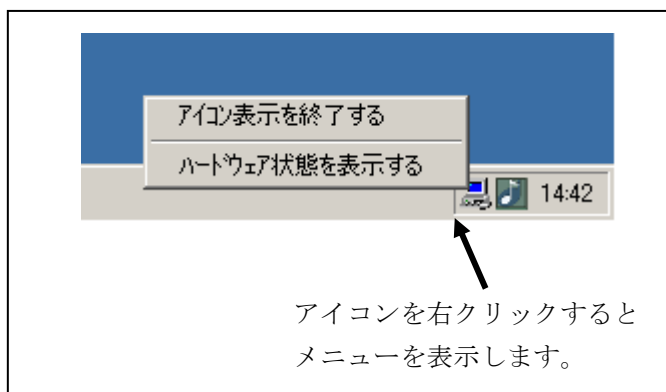 アイコン表示を終了する
ハードウェア状態を表示する
14:42
アイコンを右クリックすると
メニューを表示します。